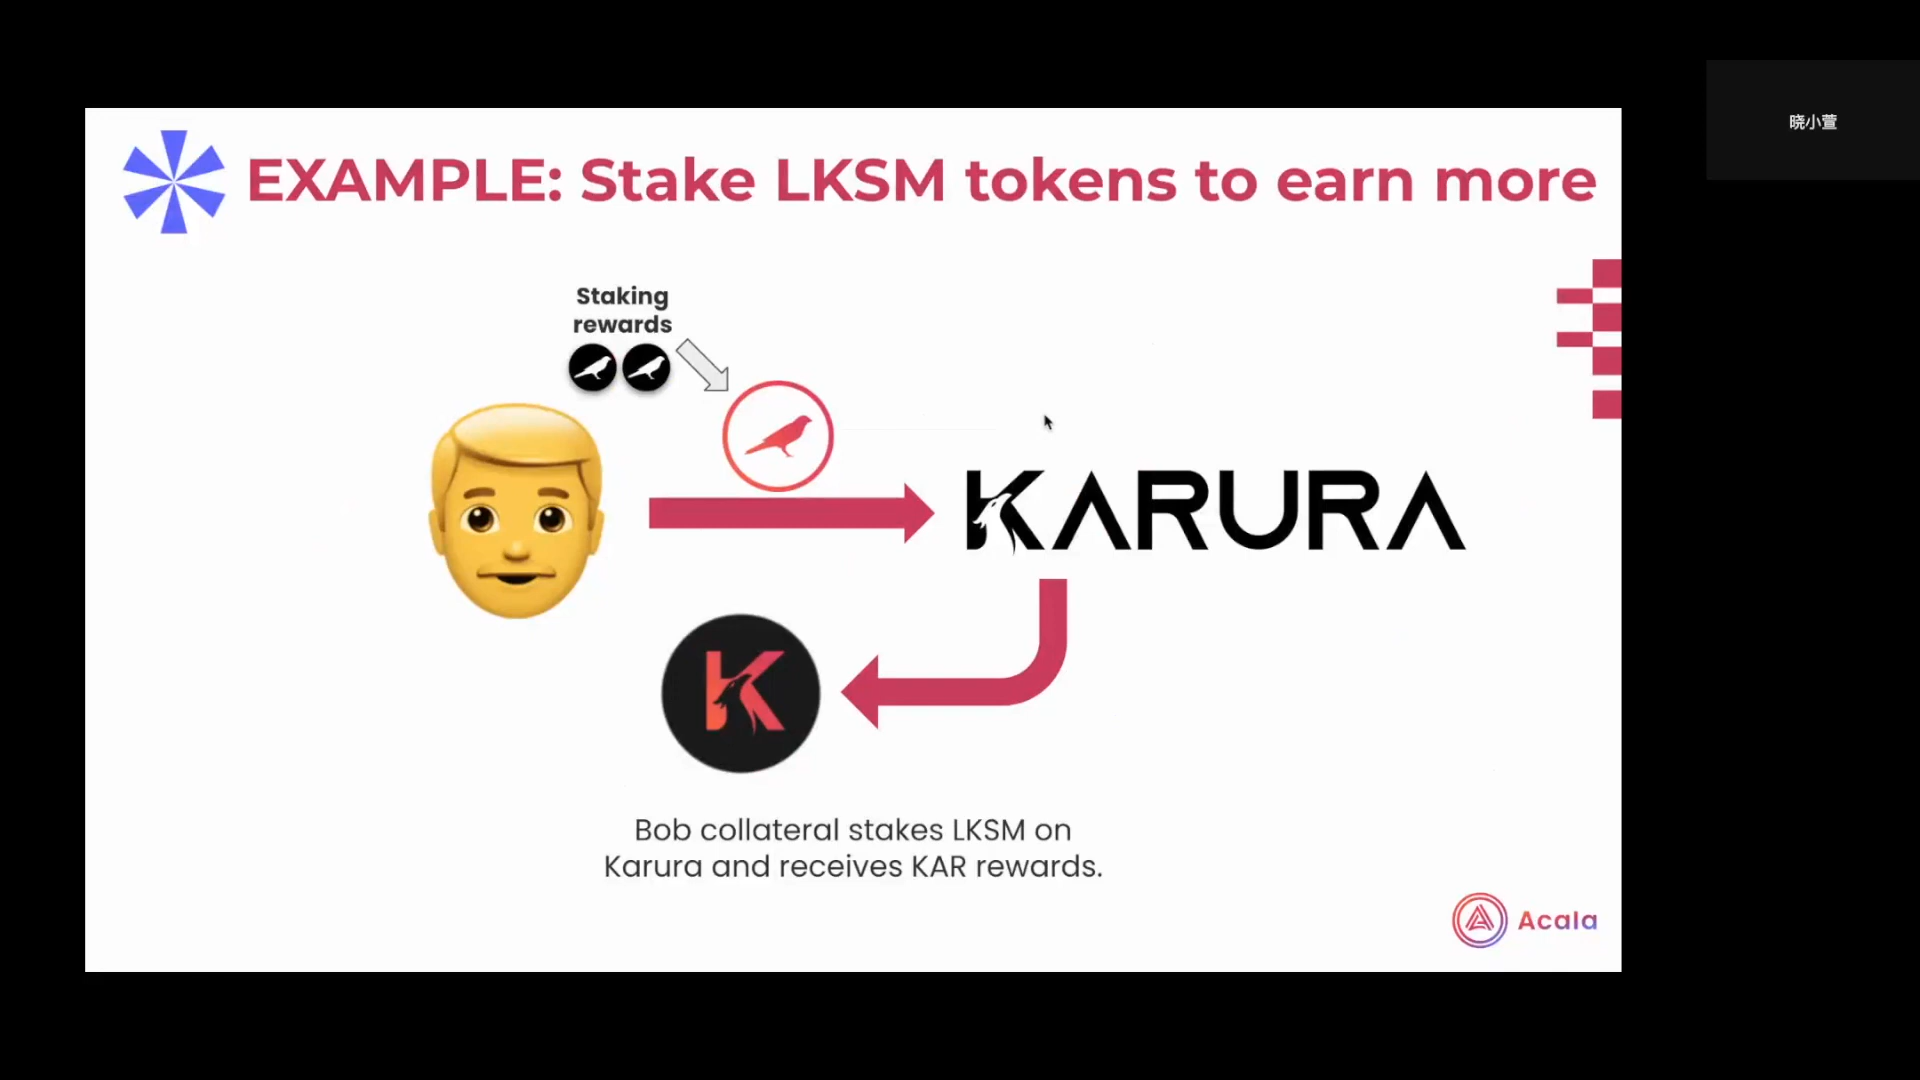 EXAMPLE: Stake LKSM tokens to earn more
晓小萱
Staking
rewards
KARURA
K
Bob collateral stakes LKSM on
Karura and receives KAR rewards.
Acala